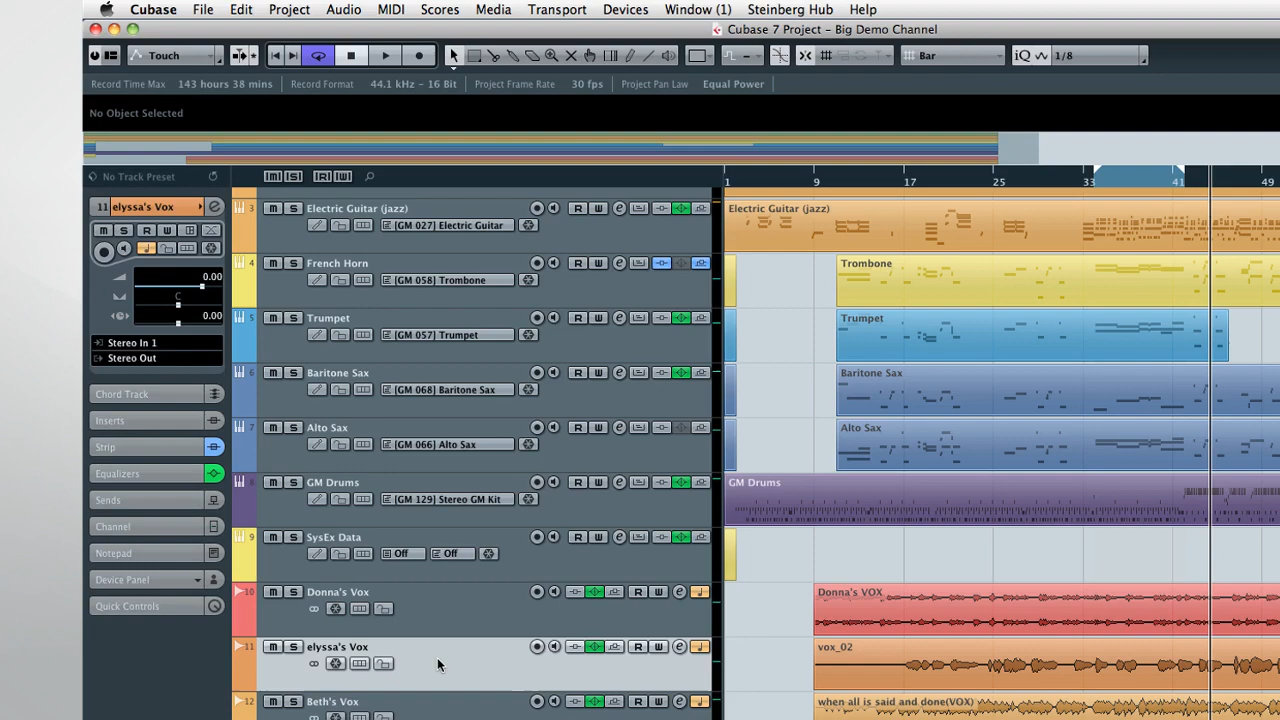 Cubase File Edit Project Audio MIDI Scores Media Transport Devices Window (1) Steinberg Hub Help
Cubase 7 Project - Big Demo Channel
Touch Bar iQ 1/8
Record Time Max 143 hours 38 mins Record Format 44.1 kHz - 16 Bit Project Frame Rate 30 fps Project Pan Law Equal Power
No Object Selected
No Track Preset M S R W 1 9 17 25 33 41 49
11 elyssa's Vox
M S R W
0.00
C
0.00
Stereo In 1
Stereo Out
Chord Track
Inserts
Strip
Equalizers
Sends
Channel
Notepad
Device Panel
Quick Controls
3 M S Electric Guitar (jazz) R W e
[GM 027] Electric Guitar
4 M S French Horn R W e
[GM 058] Trombone
5 M S Trumpet R W e
[GM 057] Trumpet
6 M S Baritone Sax R W e
[GM 068] Baritone Sax
7 M S Alto Sax R W e
[GM 066] Alto Sax
8 M S GM Drums R W e
[GM 129] Stereo GM Kit
9 M S SysEx Data R W e
Off Off
10 M S Donna's Vox R W e
11 M S elyssa's Vox R W e
12 M S Beth's Vox R W e
Electric Guitar (jazz)
Trombone
Trumpet
Baritone Sax
Alto Sax
GM Drums
Donna's VOX
vox_02
when all is said and done(VOX)